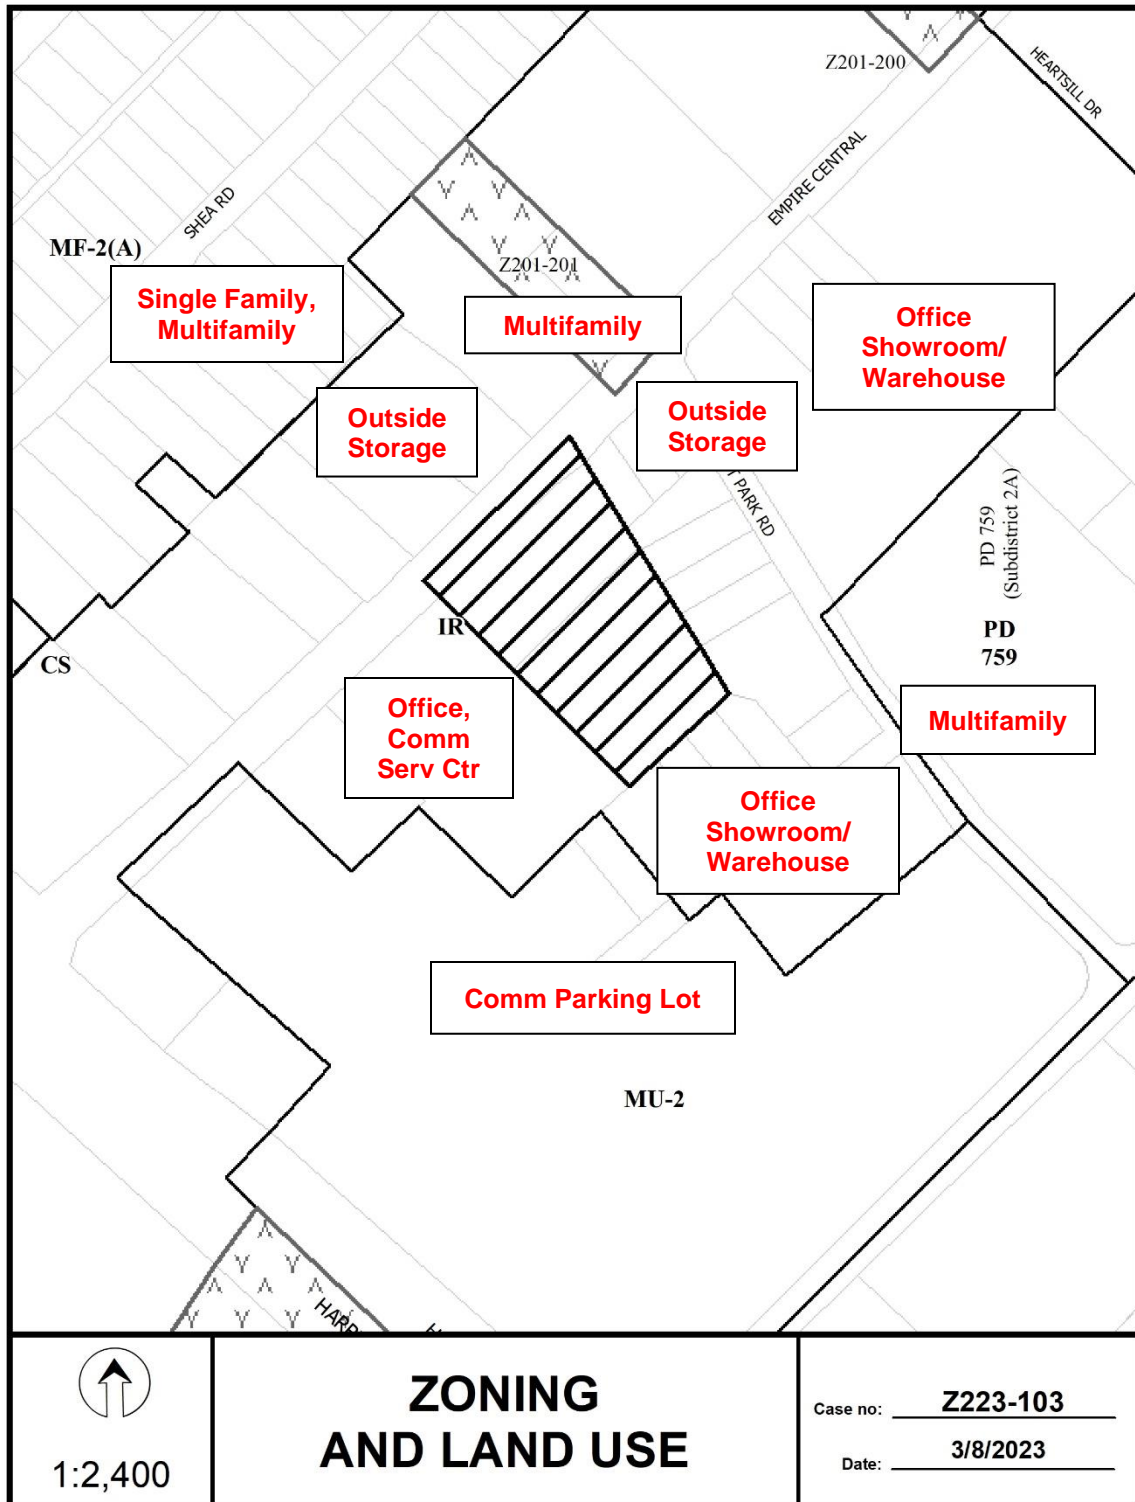 Z201-200
HEARTSILL DR
EMPIRE CENTRAL
SHEA RD
MF-2(A)
Z201-201
Single Family,
Multifamily
Multifamily
Office
Showroom/
Warehouse
Outside
Storage
Outside
Storage
PARK RD
PD 759
(Subdistrict 2A)
IR
PD
759
CS
Office,
Comm
Serv Ctr
Multifamily
Office
Showroom/
Warehouse
Comm Parking Lot
MU-2
1:2,400
ZONING
AND LAND USE
Case no: Z223-103
Date: 3/8/2023